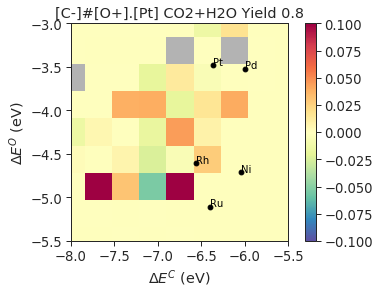 [C-]#[O+].[Pt] CO2+H2O Yield 0.8
−3.0
−3.5
−4.0
−4.5
−5.0
−5.5
ΔE^O (eV)
Pt
Pd
Rh
Ni
Ru
−8.0 −7.5 −7.0 −6.5 −6.0 −5.5
ΔE^C (eV)
0.100
0.075
0.050
0.025
0.000
−0.025
−0.050
−0.075
−0.100